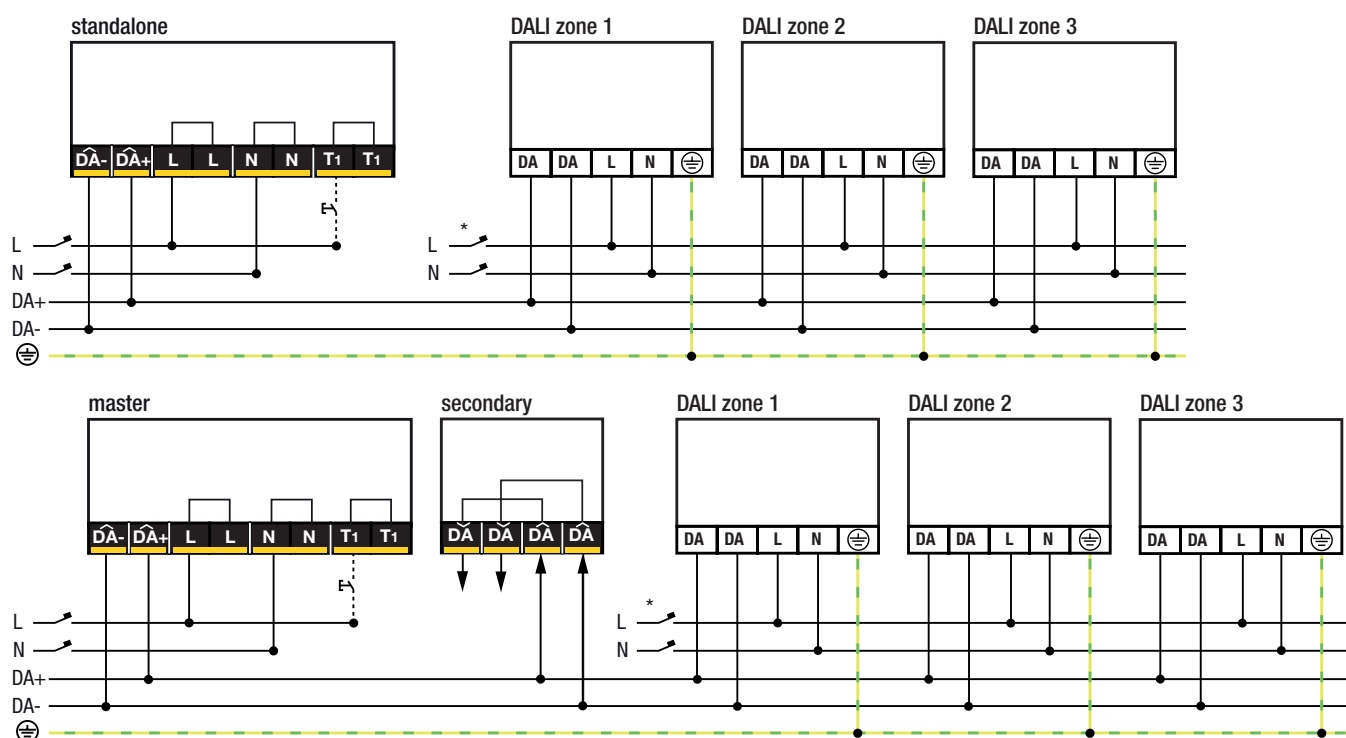 standalone DALI zone 1 DALI zone 2 DALI zone 3
DA- DA+ L L N N T1 T1 DA DA L N DA DA L N DA DA L N
L * L
N N
DA+
DA-
master secondary DALI zone 1 DALI zone 2 DALI zone 3
DA- DA+ L L N N T1 T1 DA DA DA DA DA DA L N DA DA L N DA DA L N
L L *
N N
DA+
DA-